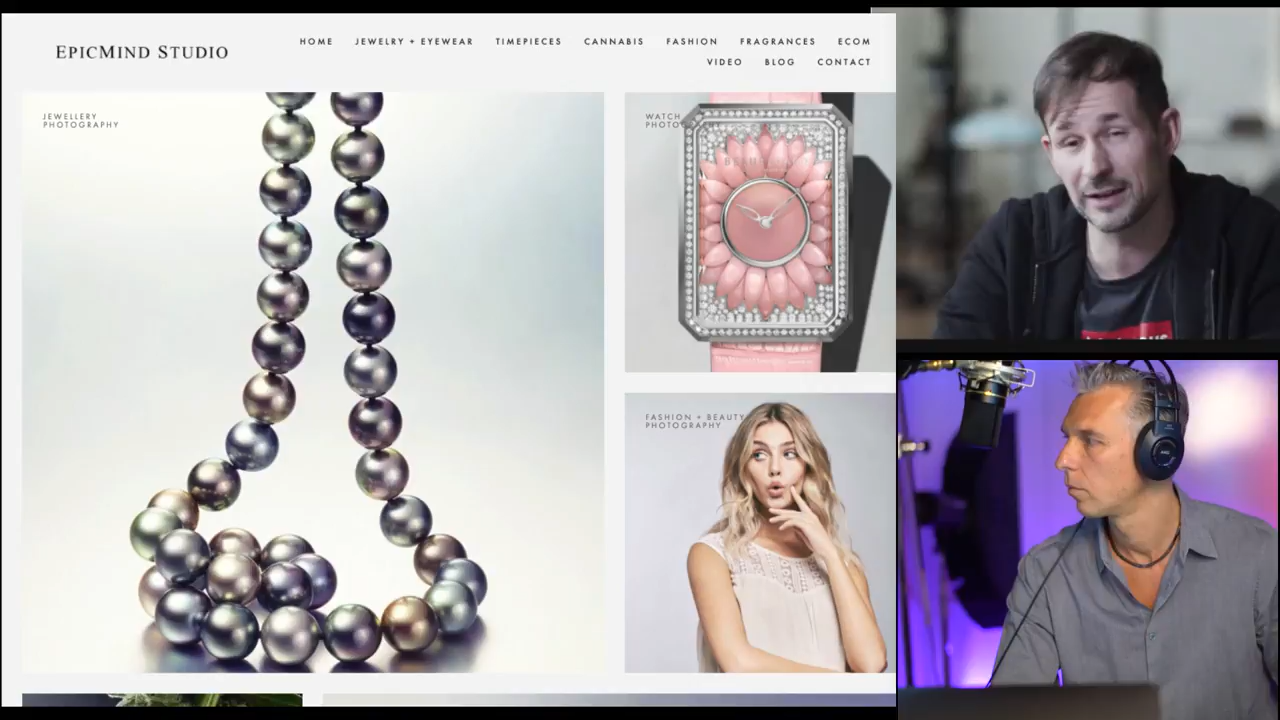 EPICMIND STUDIO
HOME JEWELRY + EYEWEAR TIMEPIECES CANNABIS FASHION FRAGRANCES ECOM
VIDEO BLOG CONTACT
JEWELLERY
PHOTOGRAPHY
WATCH
FASHION + BEAUTY
PHOTOGRAPHY